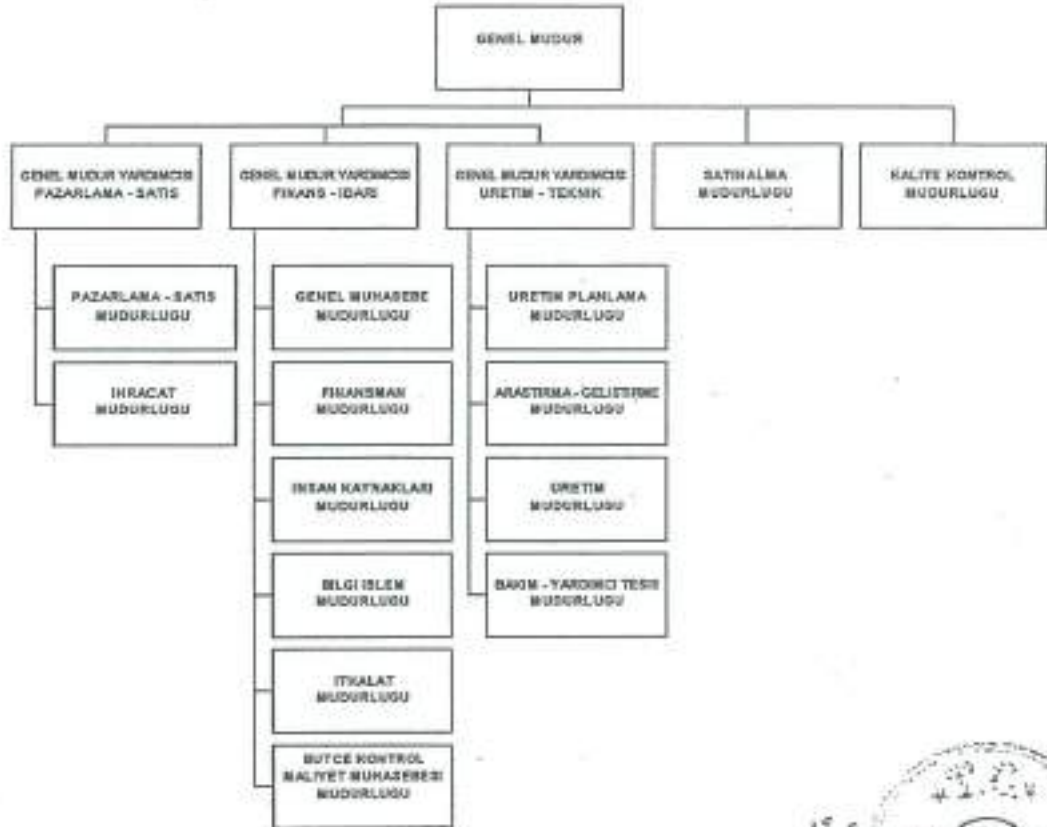 GENEL MUDUR
GENEL MUDUR YARDIMCISI
PAZARLAMA - SATIS
GENEL MUDUR YARDIMCISI
FINANS - IDARI
GENEL MUDUR YARDIMCISI
URETIM - TEKNIK
SATINALMA
MUDURLUGU
KALITE KONTROL
MUDURLUGU
PAZARLAMA - SATIS
MUDURLUGU
IHRACAT
MUDURLUGU
GENEL MUHASEBE
MUDURLUGU
FINANSMAN
MUDURLUGU
INSAN KAYNAKLARI
MUDURLUGU
BILGI ISLEM
MUDURLUGU
ITHALAT
MUDURLUGU
BUTCE KONTROL
MALIYET MUHASEBESI
MUDURLUGU
URETIM PLANLAMA
MUDURLUGU
ARASTIRMA - GELISTIRME
MUDURLUGU
URETIM
MUDURLUGU
BAKIM - YARDIMCI TESIS
MUDURLUGU
T.C.